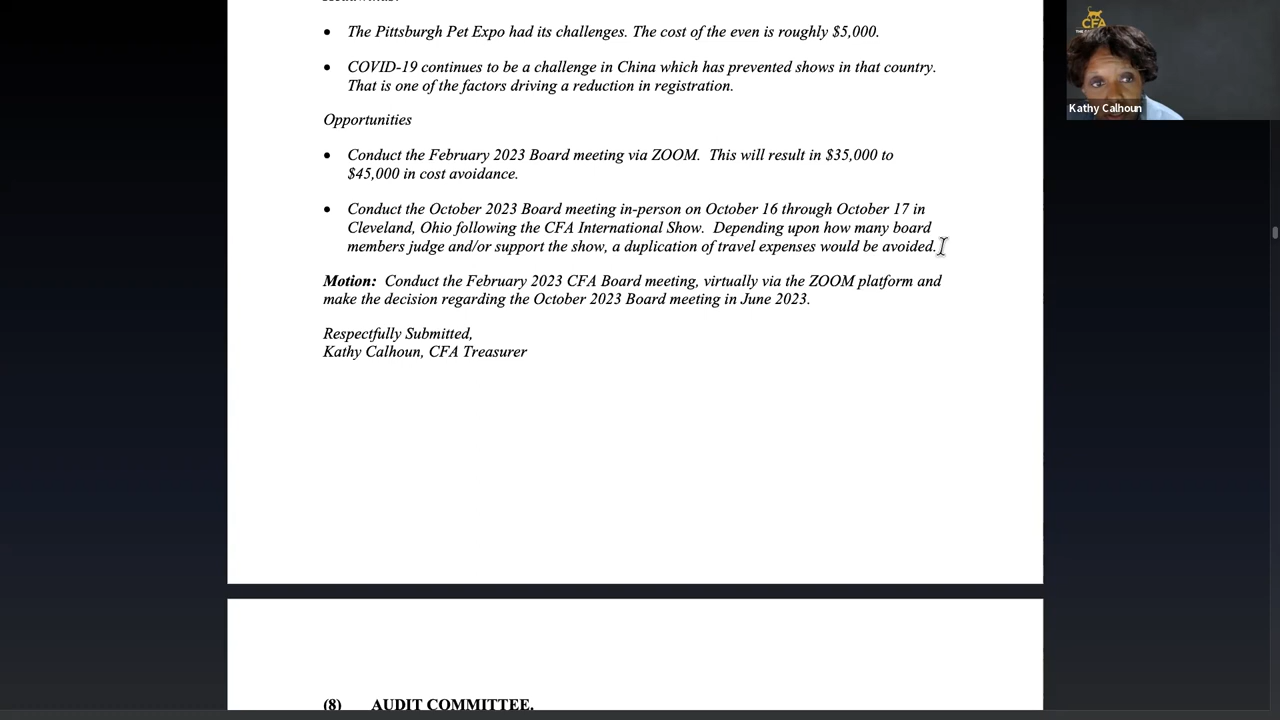 • The Pittsburgh Pet Expo had its challenges. The cost of the even is roughly $5,000.
• COVID-19 continues to be a challenge in China which has prevented shows in that country.
That is one of the factors driving a reduction in registration.
Opportunities
• Conduct the February 2023 Board meeting via ZOOM.  This will result in $35,000 to
$45,000 in cost avoidance.
• Conduct the October 2023 Board meeting in-person on October 16 through October 17 in
Cleveland, Ohio following the CFA International Show.  Depending upon how many board
members judge and/or support the show, a duplication of travel expenses would be avoided.
Motion:  Conduct the February 2023 CFA Board meeting, virtually via the ZOOM platform and
make the decision regarding the October 2023 Board meeting in June 2023.
Respectfully Submitted,
Kathy Calhoun, CFA Treasurer
(8) AUDIT COMMITTEE.
CFA
Kathy Calhoun